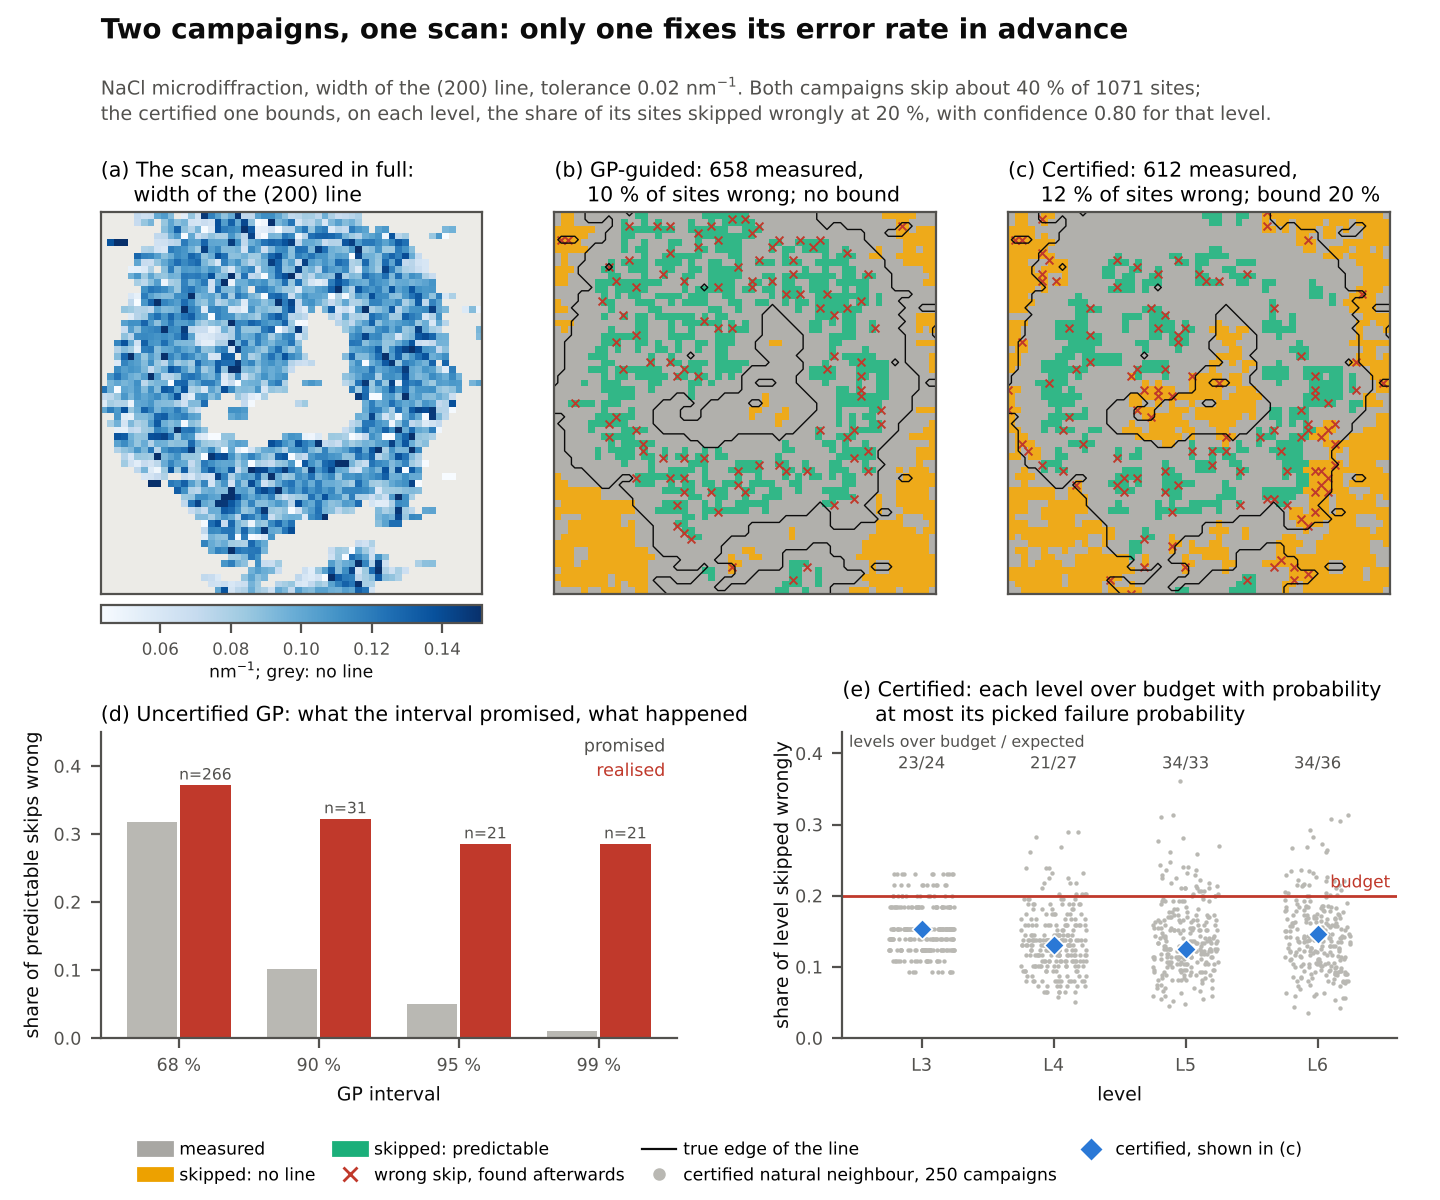 Two campaigns, one scan: only one fixes its error rate in advance
NaCl microdiffraction, width of the (200) line, tolerance 0.02 nm⁻¹. Both campaigns skip about 40 % of 1071 sites;
the certified one bounds, on each level, the share of its sites skipped wrongly at 20 %, with confidence 0.80 for that level.
(a) The scan, measured in full:
width of the (200) line
(b) GP-guided: 658 measured,
10 % of sites wrong; no bound
(c) Certified: 612 measured,
12 % of sites wrong; bound 20 %
0.06 0.08 0.10 0.12 0.14
nm⁻¹; grey: no line
(d) Uncertified GP: what the interval promised, what happened
share of predictable skips wrong
0.4
0.3
0.2
0.1
0.0
promised
realised
n=266
n=31
n=21
n=21
68 % 90 % 95 % 99 %
GP interval
(e) Certified: each level over budget with probability
at most its picked failure probability
share of level skipped wrongly
0.4
0.3
0.2
0.1
0.0
levels over budget / expected
23/24 21/27 34/33 34/36
budget
L3 L4 L5 L6
level
measured
skipped: predictable
true edge of the line
certified, shown in (c)
skipped: no line
wrong skip, found afterwards
certified natural neighbour, 250 campaigns